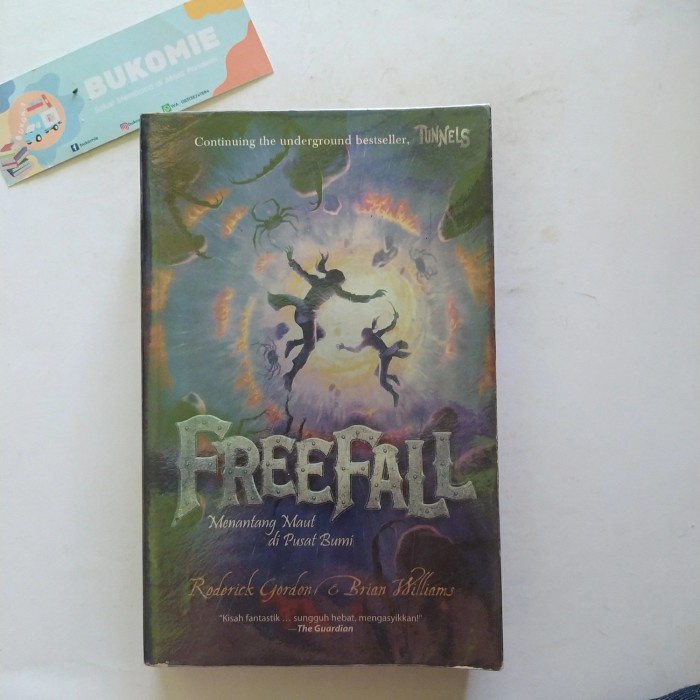 BUKOMIE
Continuing the underground bestseller, TUNNELS
FREEFALL
Menantang Maut
di Pusat Bumi
Roderick Gordon & Brian Williams
"Kisah fantastik ... sungguh hebat, mengasyikkan!"
—The Guardian